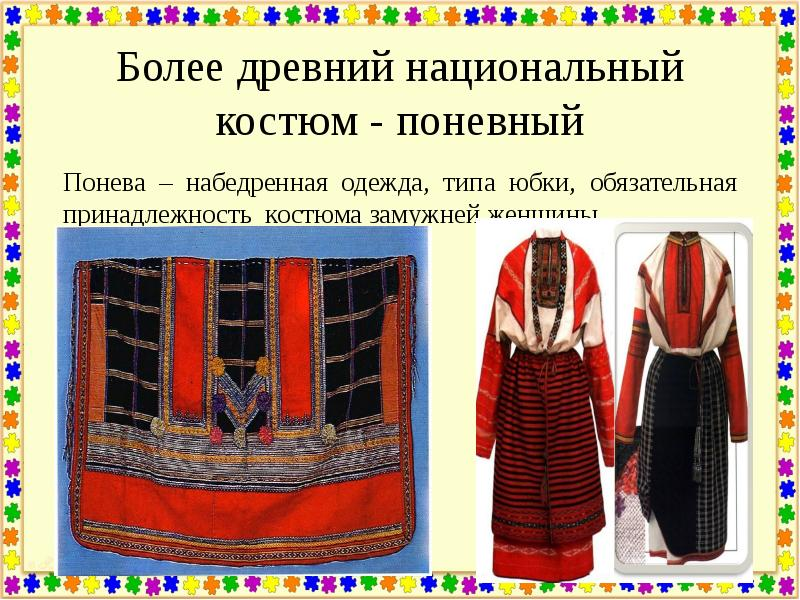 Более древний национальный
костюм - поневный
Понева – набедренная одежда, типа юбки, обязательная
принадлежность костюма замужней женщины